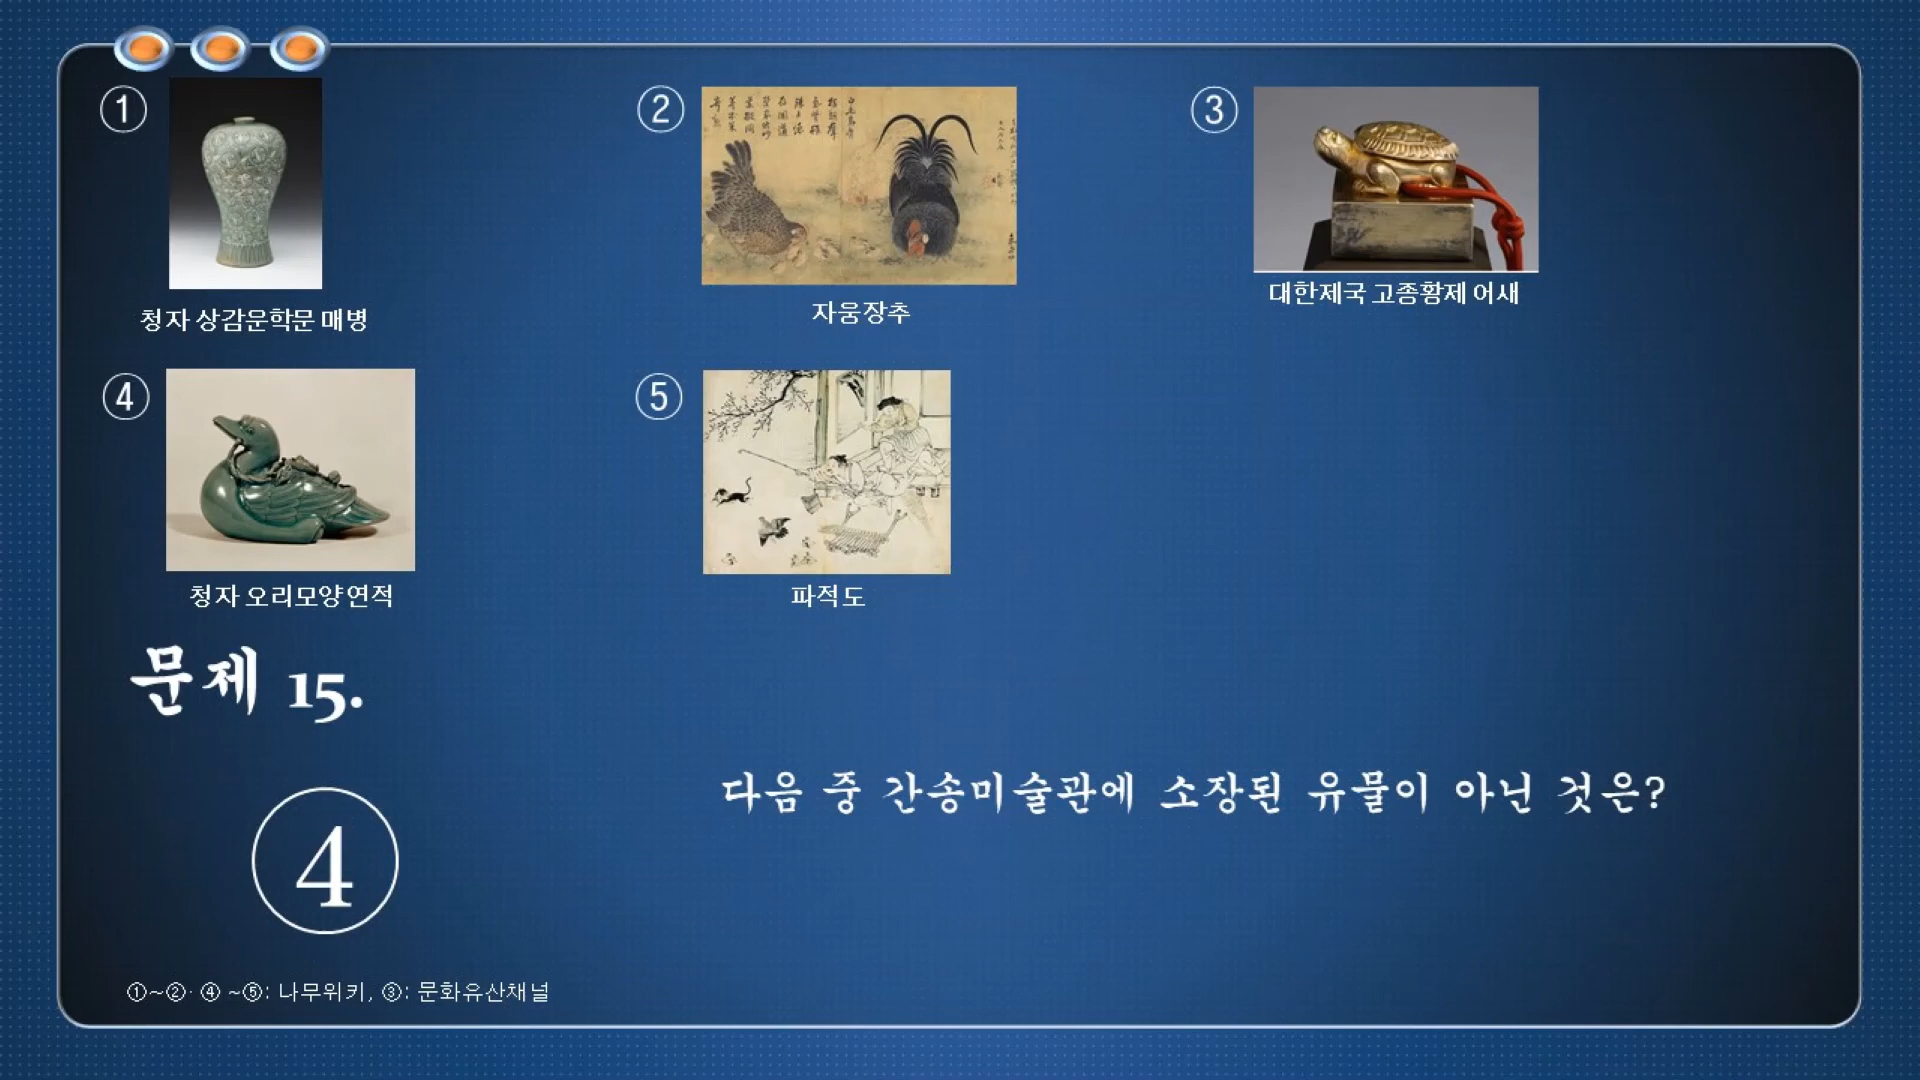 ①
②
③
청자 상감운학문 매병
자웅장추
대한제국 고종황제 어새
④
⑤
청자 오리모양연적
파적도
문제 15.
다음 중 간송미술관에 소장된 유물이 아닌 것은?
④
①~②· ④ ~⑤: 나무위키, ③: 문화유산채널